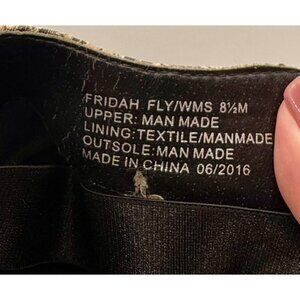 FRIDAH FLY/WMS 8½M
UPPER: MAN MADE
LINING: TEXTILE/MANMADE
OUTSOLE: MAN MADE
MADE IN CHINA 06/2016